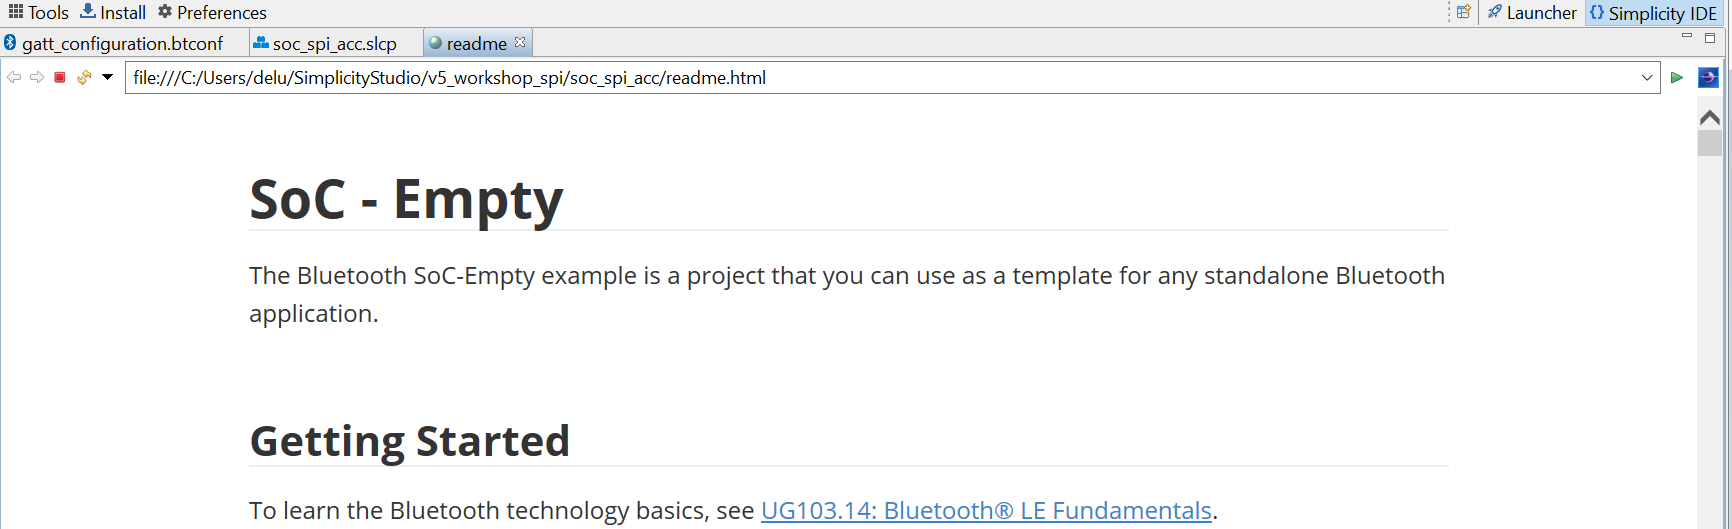 Tools Install Preferences Launcher Simplicity IDE
gatt_configuration.btconf soc_spi_acc.slcp readme
file:///C:/Users/delu/SimplicityStudio/v5_workshop_spi/soc_spi_acc/readme.html
SoC - Empty
The Bluetooth SoC-Empty example is a project that you can use as a template for any standalone Bluetooth
application.
Getting Started
To learn the Bluetooth technology basics, see UG103.14: Bluetooth® LE Fundamentals.